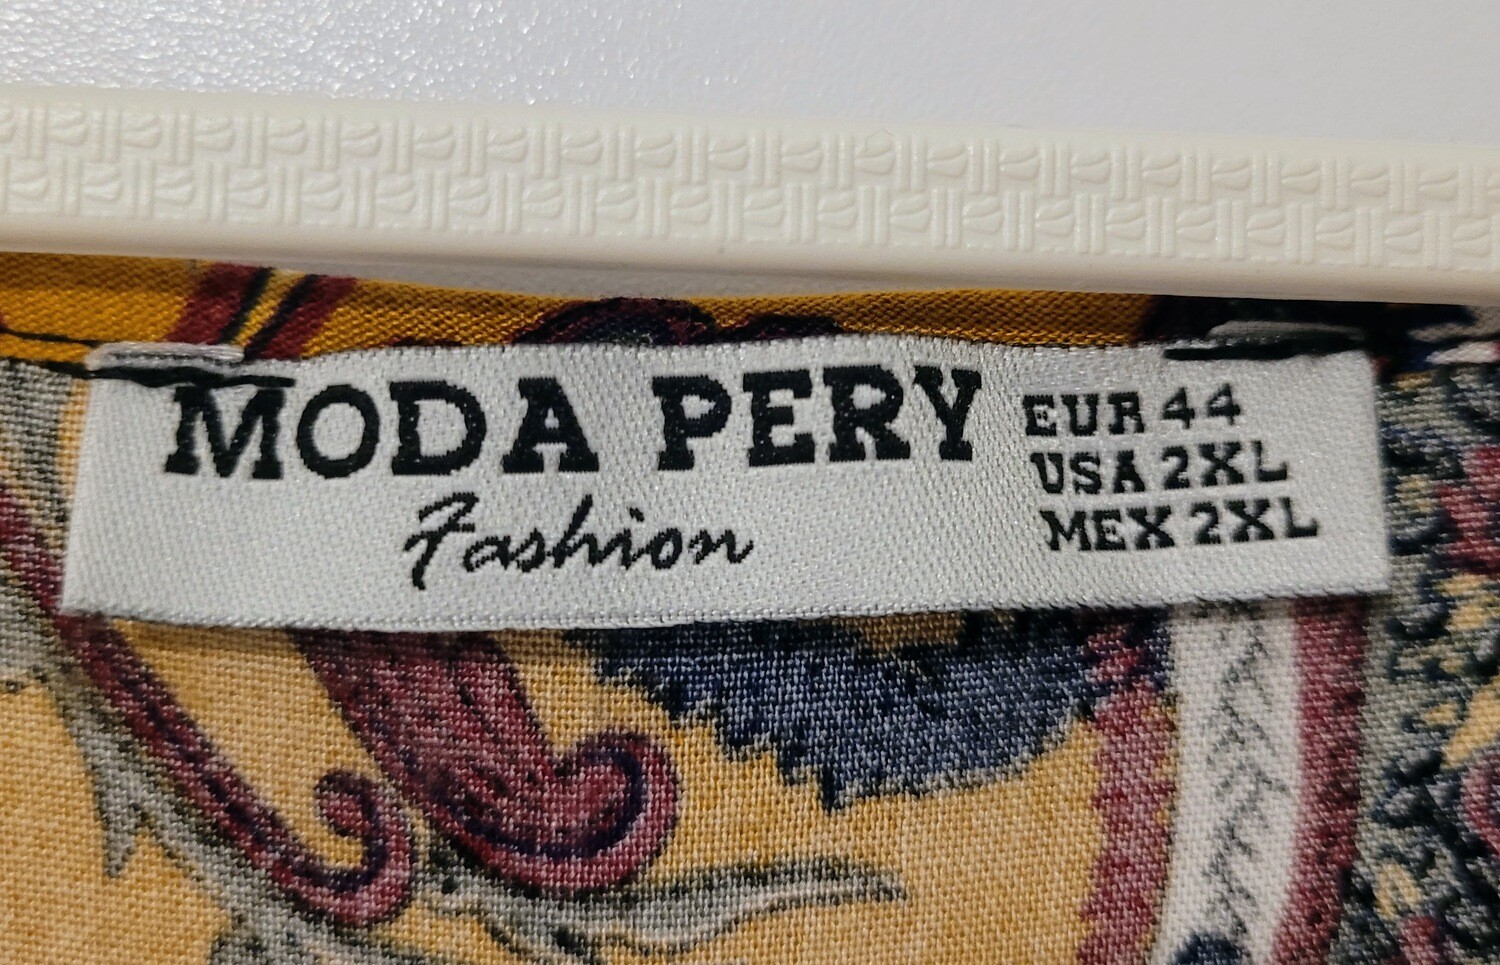 MODA PERY
Fashion
EUR 44
USA 2XL
MEX 2XL